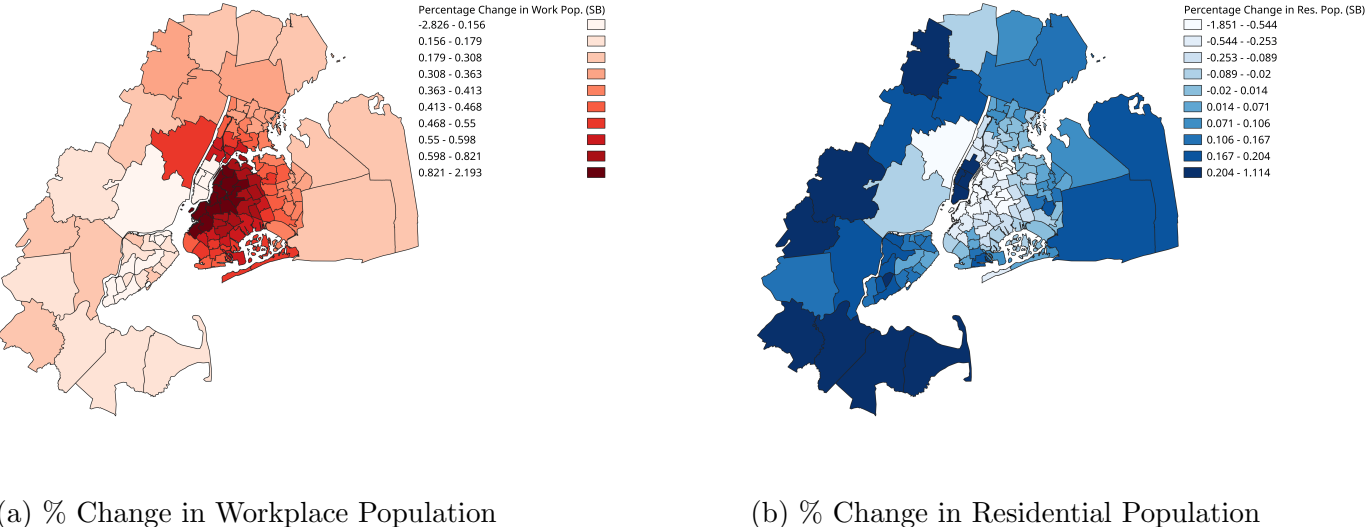 Percentage Change in Work Pop. (SB)
-2.826 - 0.156
0.156 - 0.179
0.179 - 0.308
0.308 - 0.363
0.363 - 0.413
0.413 - 0.468
0.468 - 0.55
0.55 - 0.598
0.598 - 0.821
0.821 - 2.193
Percentage Change in Res. Pop. (SB)
-1.851 - -0.544
-0.544 - -0.253
-0.253 - -0.089
-0.089 - -0.02
-0.02 - 0.014
0.014 - 0.071
0.071 - 0.106
0.106 - 0.167
0.167 - 0.204
0.204 - 1.114
(a) % Change in Workplace Population
(b) % Change in Residential Population